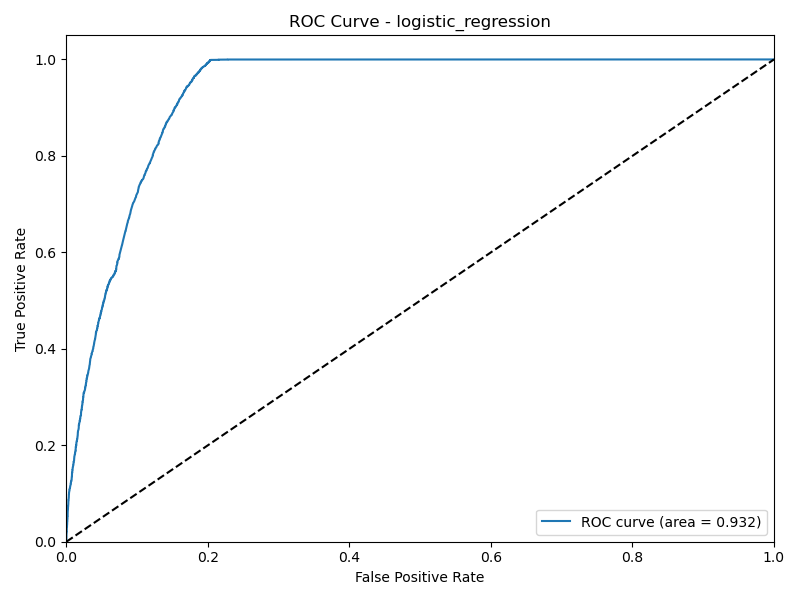 ROC Curve - logistic_regression
True Positive Rate
1.0
0.8
0.6
0.4
0.2
0.0
0.0 0.2 0.4 0.6 0.8 1.0
False Positive Rate
ROC curve (area = 0.932)